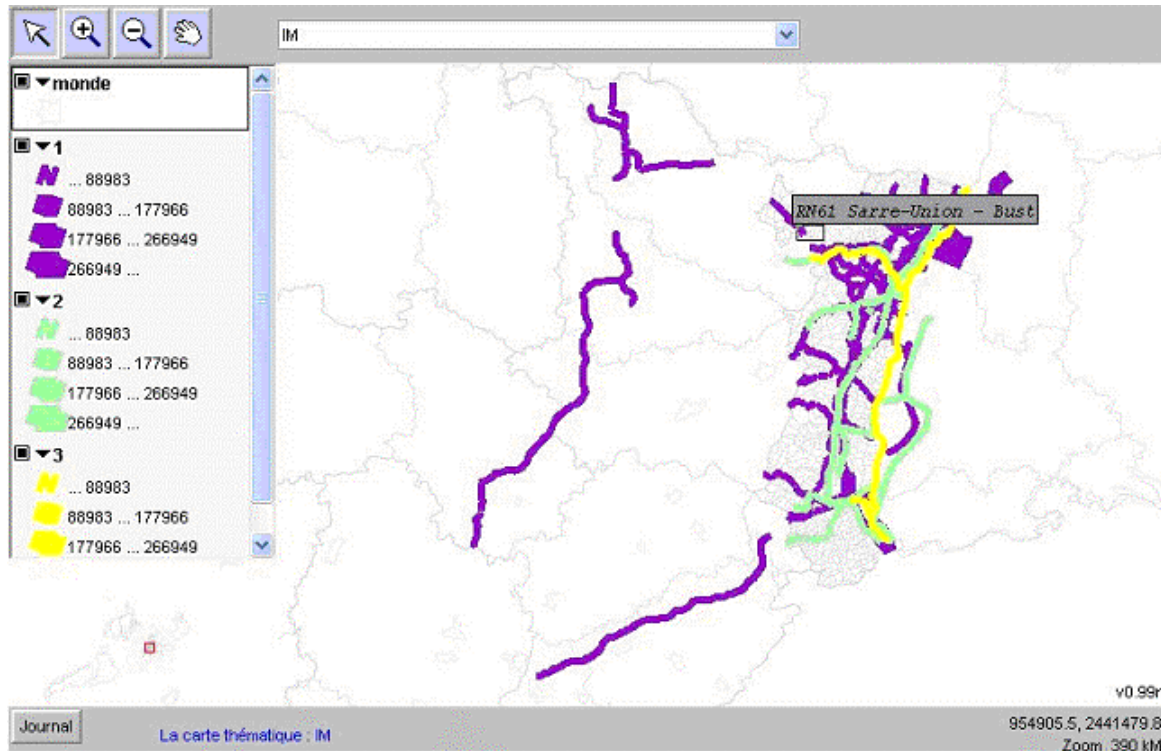 IM
monde
1
... 88983
88983 ... 177966
177966 ... 266949
266949 ...
2
... 88983
88983 ... 177966
177966 ... 266949
266949 ...
3
... 88983
88983 ... 177966
177966 ... 266949
RN61 Sarre-Union - Bust
v0.99r
Journal
La carte thématique : IM
954905.5, 2441479.8
Zoom 390 kM